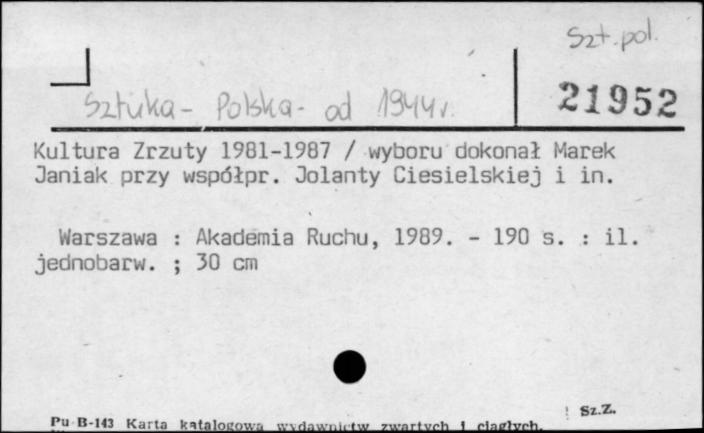 Szt. pol.
Sztuka - Polska - od 1944 r.
21952
Kultura Zrzuty 1981-1987 / wyboru dokonał Marek
Janiak przy współpr. Jolanty Ciesielskiej i in.
Warszawa : Akademia Ruchu, 1989. - 190 s. : il.
jednobarw. ; 30 cm
Sz.Z.
Pu B-143 Karta katalogowa wydawnictw zwartych i ciągłych.